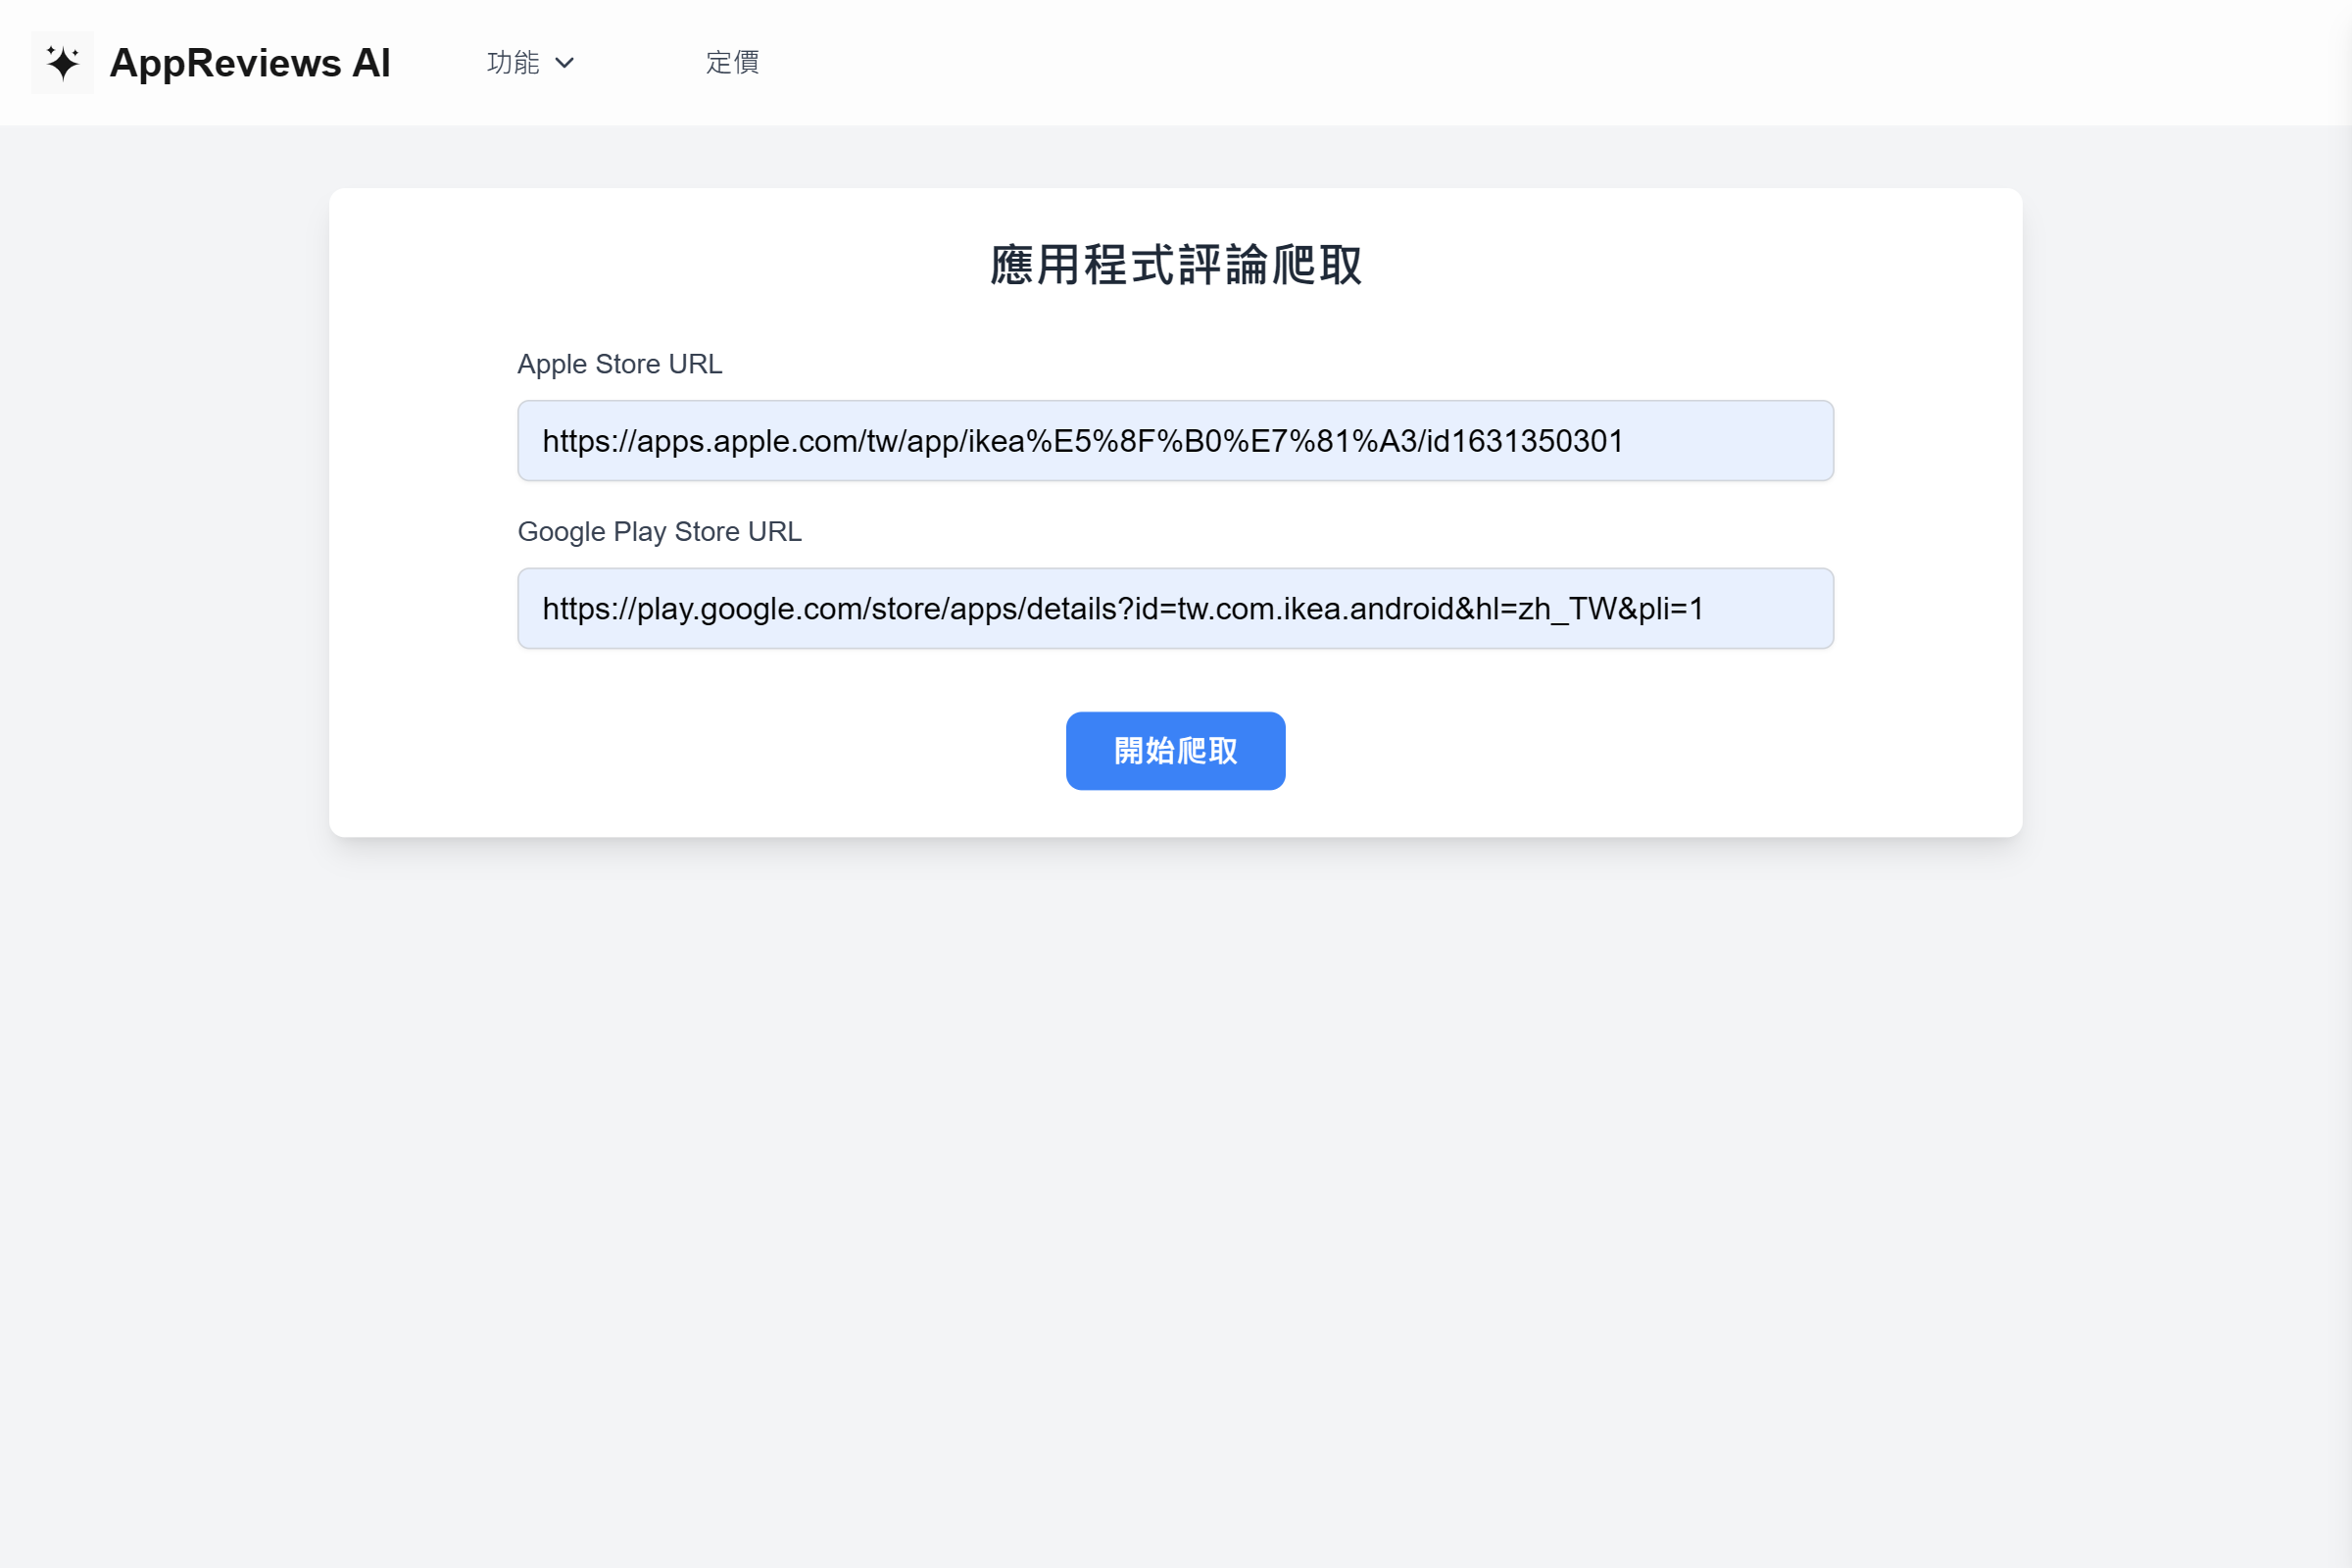 AppReviews AI
功能
定價
應用程式評論爬取
Apple Store URL
https://apps.apple.com/tw/app/ikea%E5%8F%B0%E7%81%A3/id1631350301
Google Play Store URL
https://play.google.com/store/apps/details?id=tw.com.ikea.android&hl=zh_TW&pli=1
開始爬取